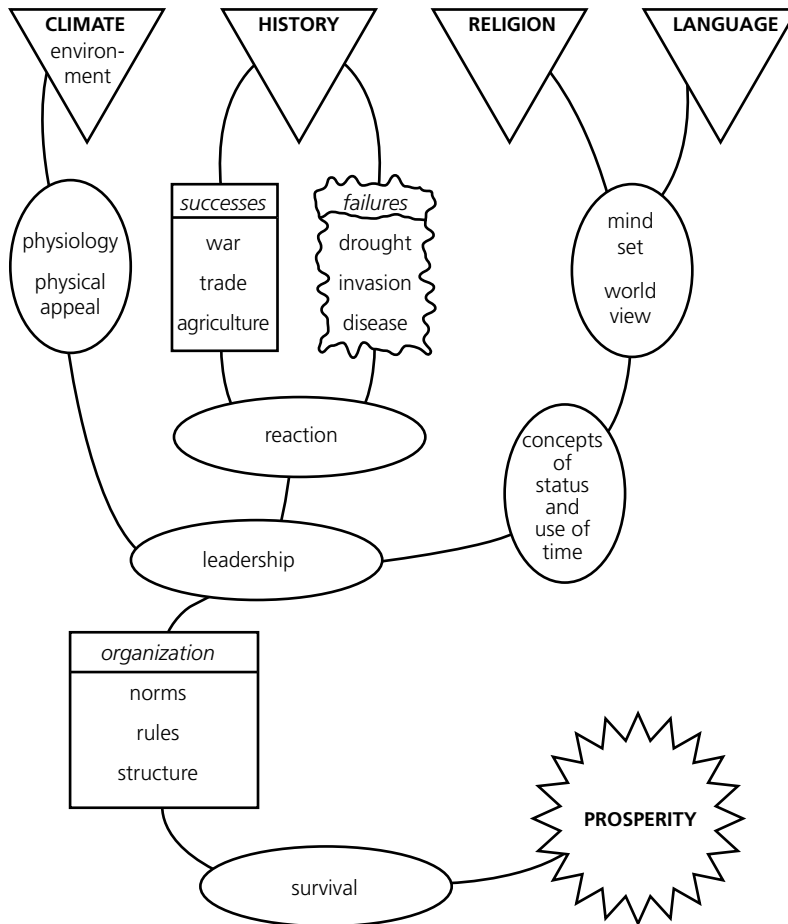 CLIMATE
environ-
ment
HISTORY
RELIGION
LANGUAGE
physiology
physical
appeal
successes
war
trade
agriculture
failures
drought
invasion
disease
mind
set
world
view
reaction
concepts
of
status
and
use of
time
leadership
organization
norms
rules
structure
survival
PROSPERITY